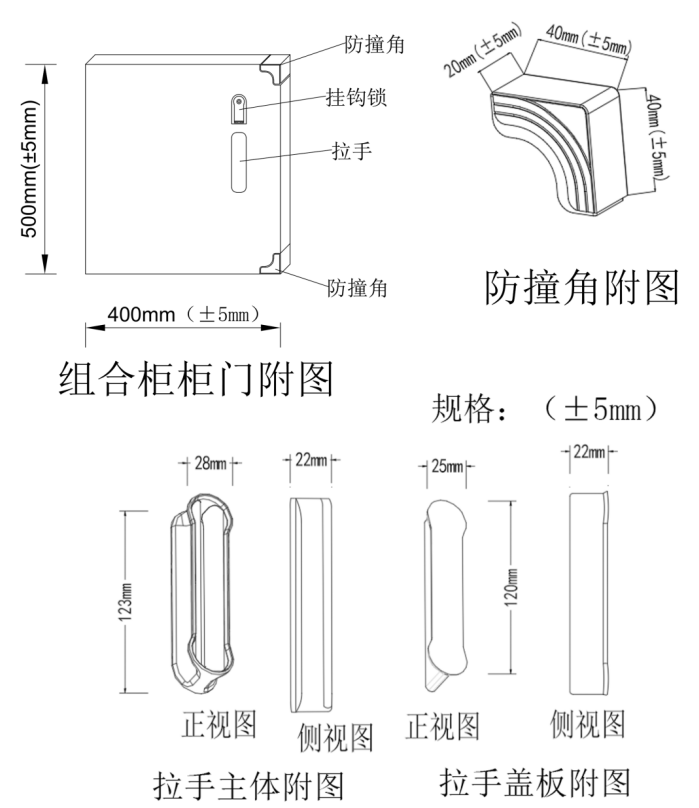 防撞角
挂钩锁
拉手
防撞角
500mm(±5mm)
400mm（±5mm）
组合柜柜门附图
20mm(±5mm)
40mm(±5mm)
40mm(±5mm)
防撞角附图
规格：（±5mm）
28mm
22mm
25mm
22mm
123mm
120mm
正视图
侧视图
正视图
侧视图
拉手主体附图
拉手盖板附图